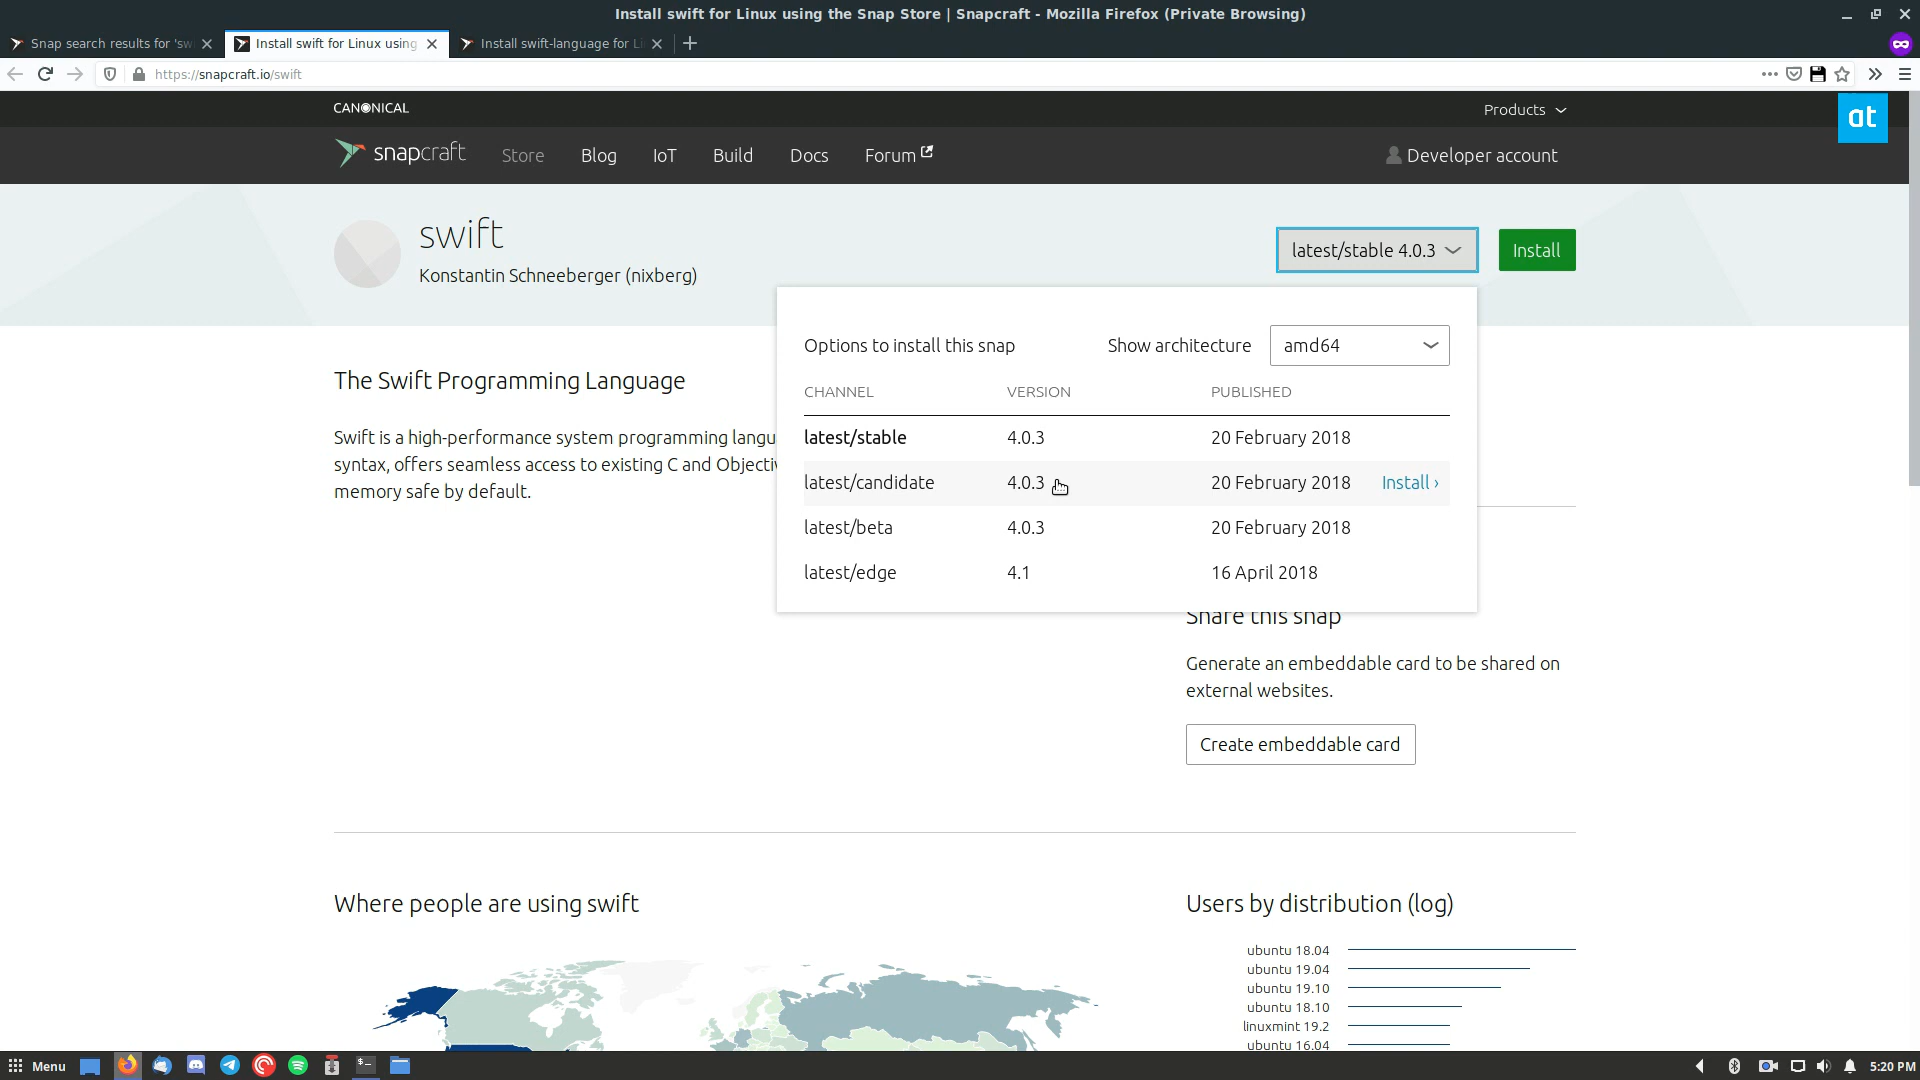 Install swift for Linux using the Snap Store | Snapcraft - Mozilla Firefox (Private Browsing)
Snap search results for 'sw
Install swift for Linux using
Install swift-language for Li
https://snapcraft.io/swift
CANONICAL
Products
at
snapcraft
Store
Blog
IoT
Build
Docs
Forum
Developer account
swift
Konstantin Schneeberger (nixberg)
latest/stable 4.0.3
Install
Options to install this snap
Show architecture
amd64
CHANNEL VERSION PUBLISHED
latest/stable 4.0.3 20 February 2018
latest/candidate 4.0.3 20 February 2018 Install ›
latest/beta 4.0.3 20 February 2018
latest/edge 4.1 16 April 2018
The Swift Programming Language
Swift is a high-performance system programming langu
syntax, offers seamless access to existing C and Objectiv
memory safe by default.
Share this snap
Generate an embeddable card to be shared on
external websites.
Create embeddable card
Where people are using swift
Users by distribution (log)
ubuntu 18.04
ubuntu 19.04
ubuntu 19.10
ubuntu 18.10
linuxmint 19.2
ubuntu 16.04
Menu
5:20 PM